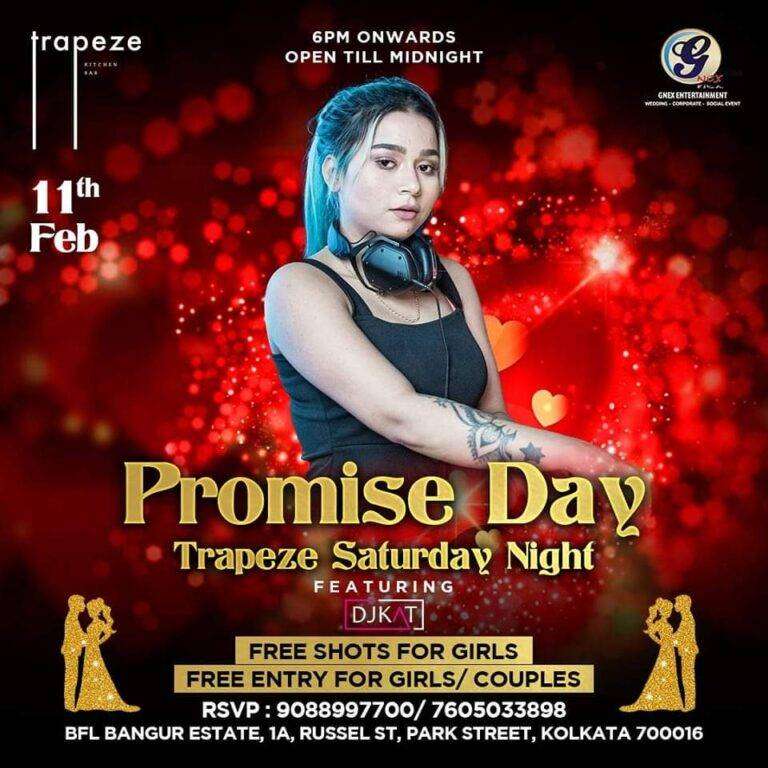 trapeze
KITCHEN
BAR
6PM ONWARDS
OPEN TILL MIDNIGHT
G
GNEX ENTERTAINMENT
WEDDING - CORPORATE - SOCIAL EVENT
11th
Feb
Promise Day
Trapeze Saturday Night
FEATURING
DJKAT
FREE SHOTS FOR GIRLS
FREE ENTRY FOR GIRLS/ COUPLES
RSVP : 9088997700/ 7605033898
BFL BANGUR ESTATE, 1A, RUSSEL ST, PARK STREET, KOLKATA 700016